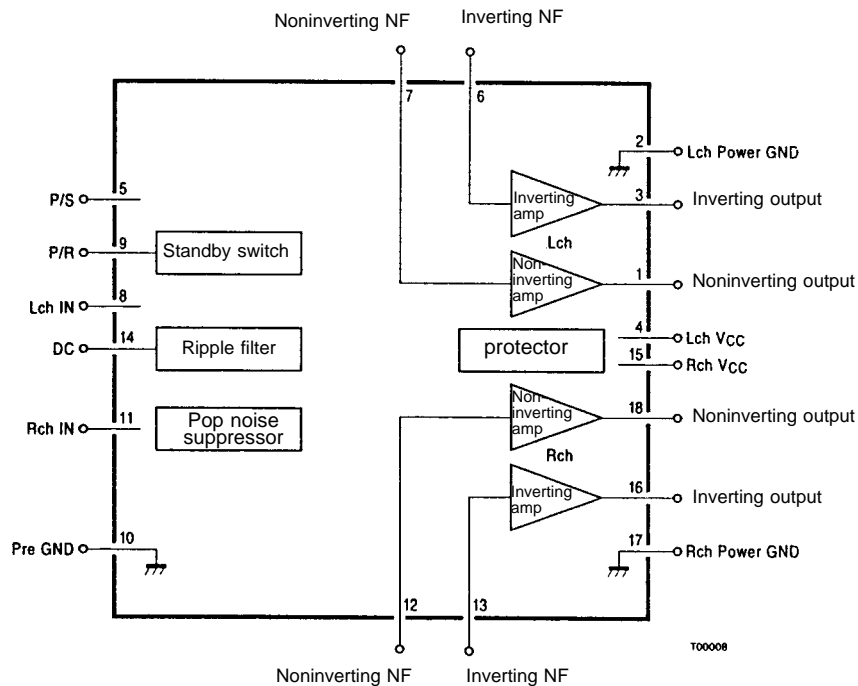 Noninverting NF
Inverting NF
7
6
2
Lch Power GND
5
P/S
Inverting
amp
3
Inverting output
Lch
9
P/R
Standby switch
Non-
inverting
amp
1
Noninverting output
8
Lch IN
4
Lch VCC
14
DC
Ripple filter
protector
15
Rch VCC
11
Rch IN
Pop noise
suppressor
Non-
inverting
amp
18
Noninverting output
Rch
Inverting
amp
16
Inverting output
10
Pre GND
17
Rch Power GND
12
13
T00008
Noninverting NF
Inverting NF